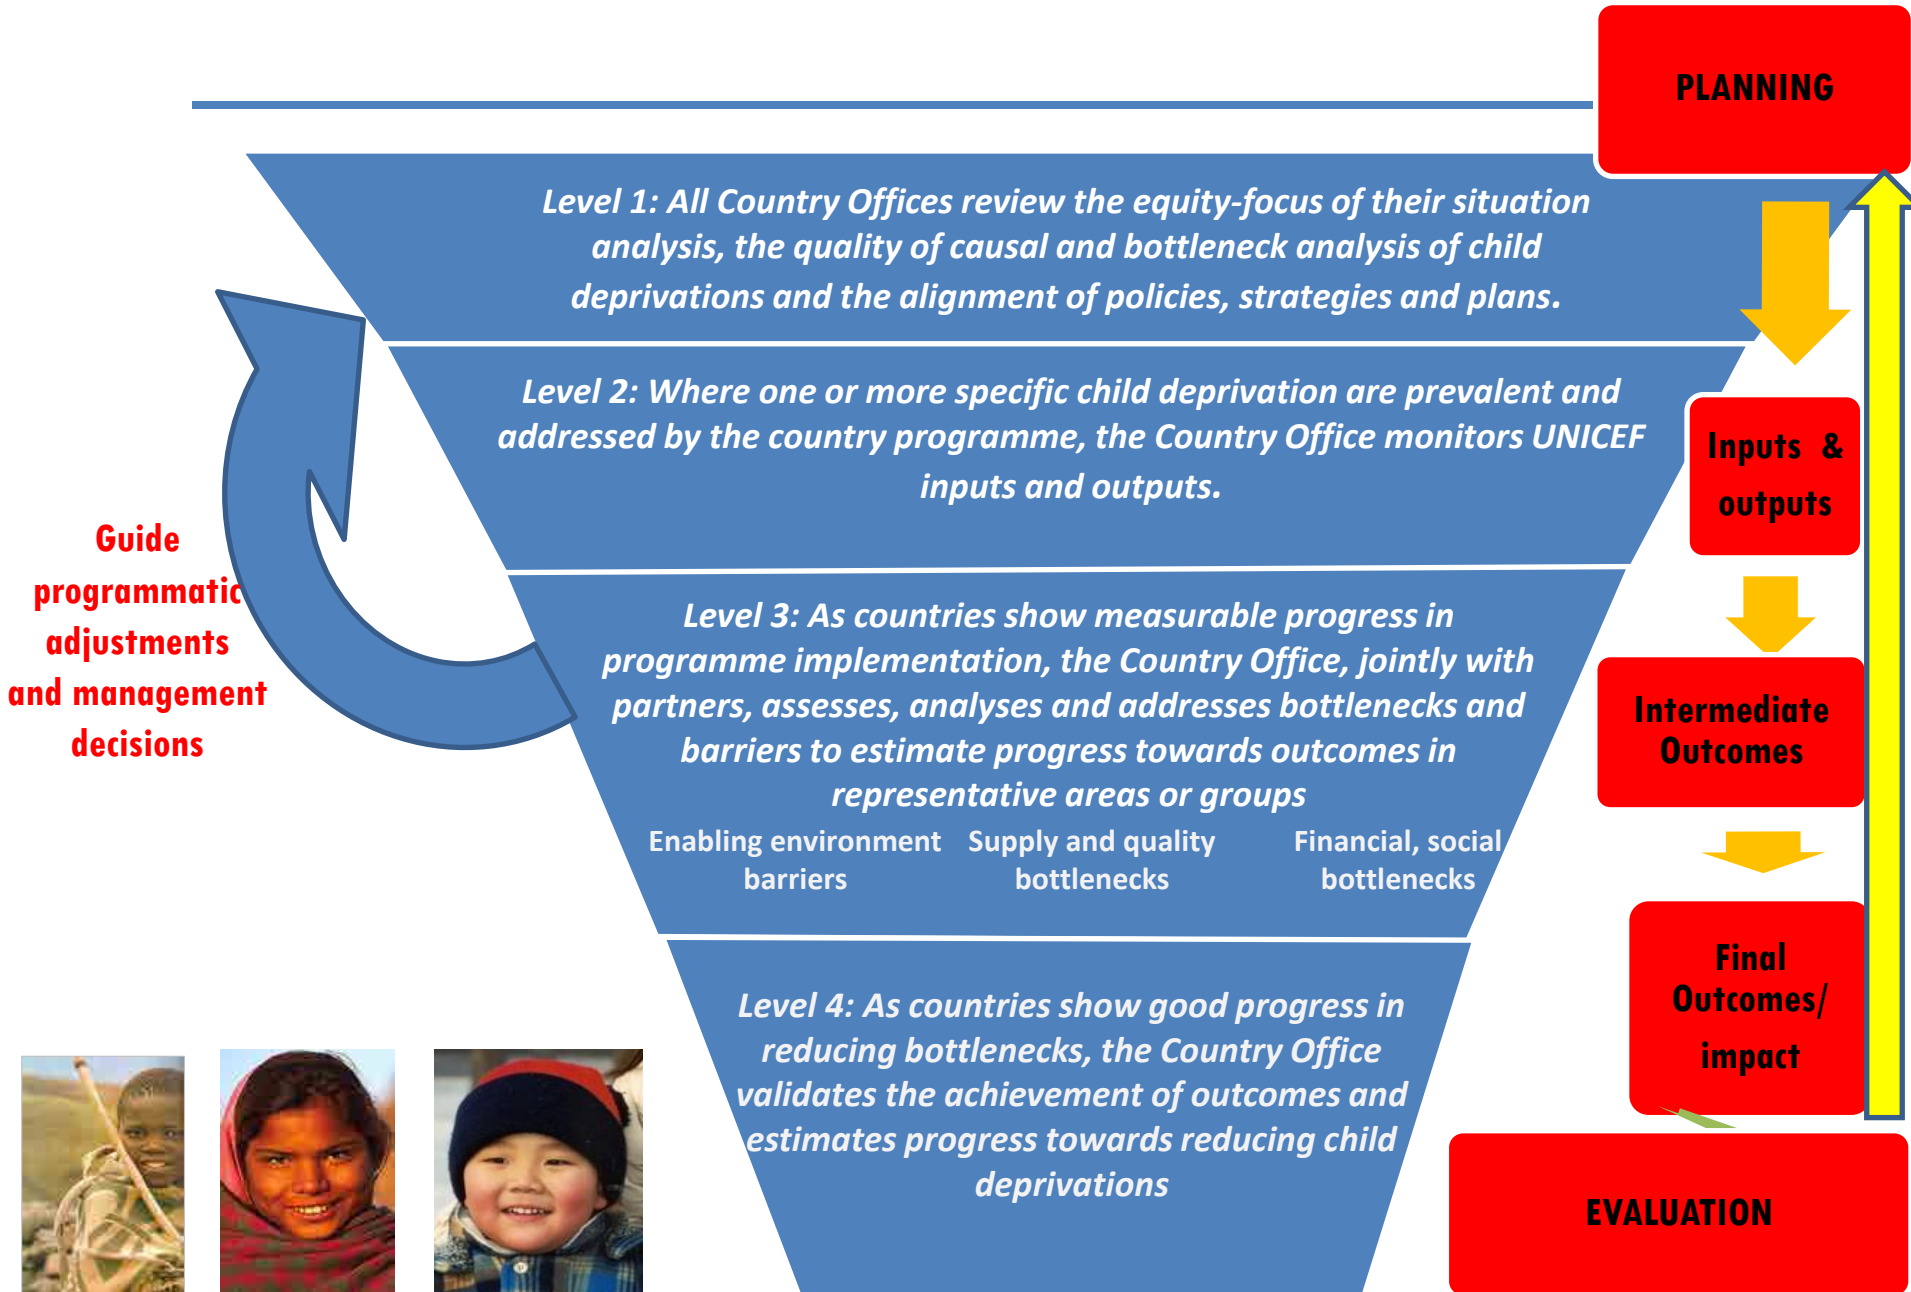 PLANNING
Level 1: All Country Offices review the equity-focus of their situation
analysis, the quality of causal and bottleneck analysis of child
deprivations and the alignment of policies, strategies and plans.
Level 2: Where one or more specific child deprivation are prevalent and
addressed by the country programme, the Country Office monitors UNICEF
inputs and outputs.
Inputs &
outputs
Guide
programmatic
adjustments
and management
decisions
Level 3: As countries show measurable progress in
programme implementation, the Country Office, jointly with
partners, assesses, analyses and addresses bottlenecks and
barriers to estimate progress towards outcomes in
representative areas or groups
Enabling environment
barriers
Supply and quality
bottlenecks
Financial, social
bottlenecks
Intermediate
Outcomes
Final
Outcomes/
impact
Level 4: As countries show good progress in
reducing bottlenecks, the Country Office
validates the achievement of outcomes and
estimates progress towards reducing child
deprivations
EVALUATION